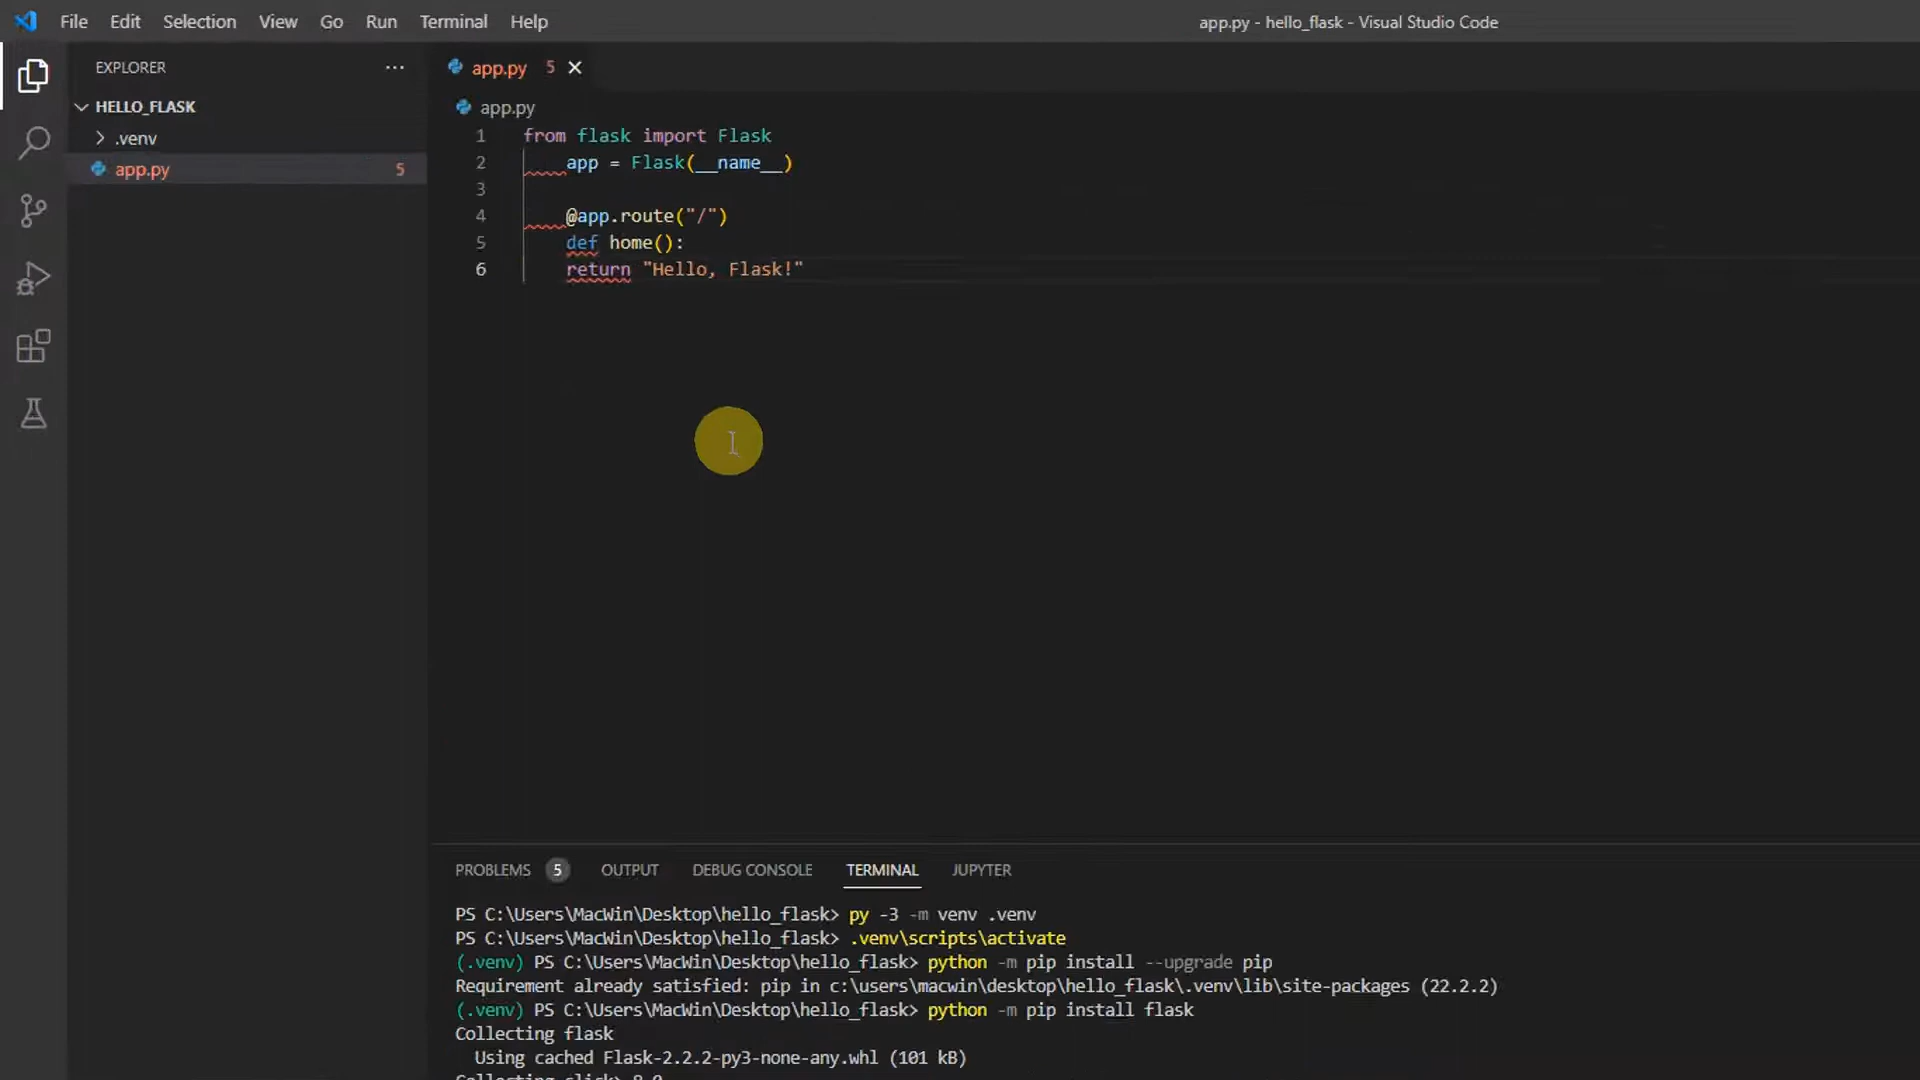 File Edit Selection View Go Run Terminal Help
app.py - hello_flask - Visual Studio Code
EXPLORER ...
HELLO_FLASK
.venv
app.py 5
app.py 5
app.py
1 from flask import Flask
2 app = Flask(__name__)
3
4 @app.route("/")
5 def home():
6 return "Hello, Flask!"
PROBLEMS 5 OUTPUT DEBUG CONSOLE TERMINAL JUPYTER
PS C:\Users\MacWin\Desktop\hello_flask> py -3 -m venv .venv
PS C:\Users\MacWin\Desktop\hello_flask> .venv\scripts\activate
(.venv) PS C:\Users\MacWin\Desktop\hello_flask> python -m pip install --upgrade pip
Requirement already satisfied: pip in c:\users\macwin\desktop\hello_flask\.venv\lib\site-packages (22.2.2)
(.venv) PS C:\Users\MacWin\Desktop\hello_flask> python -m pip install flask
Collecting flask
Using cached Flask-2.2.2-py3-none-any.whl (101 kB)